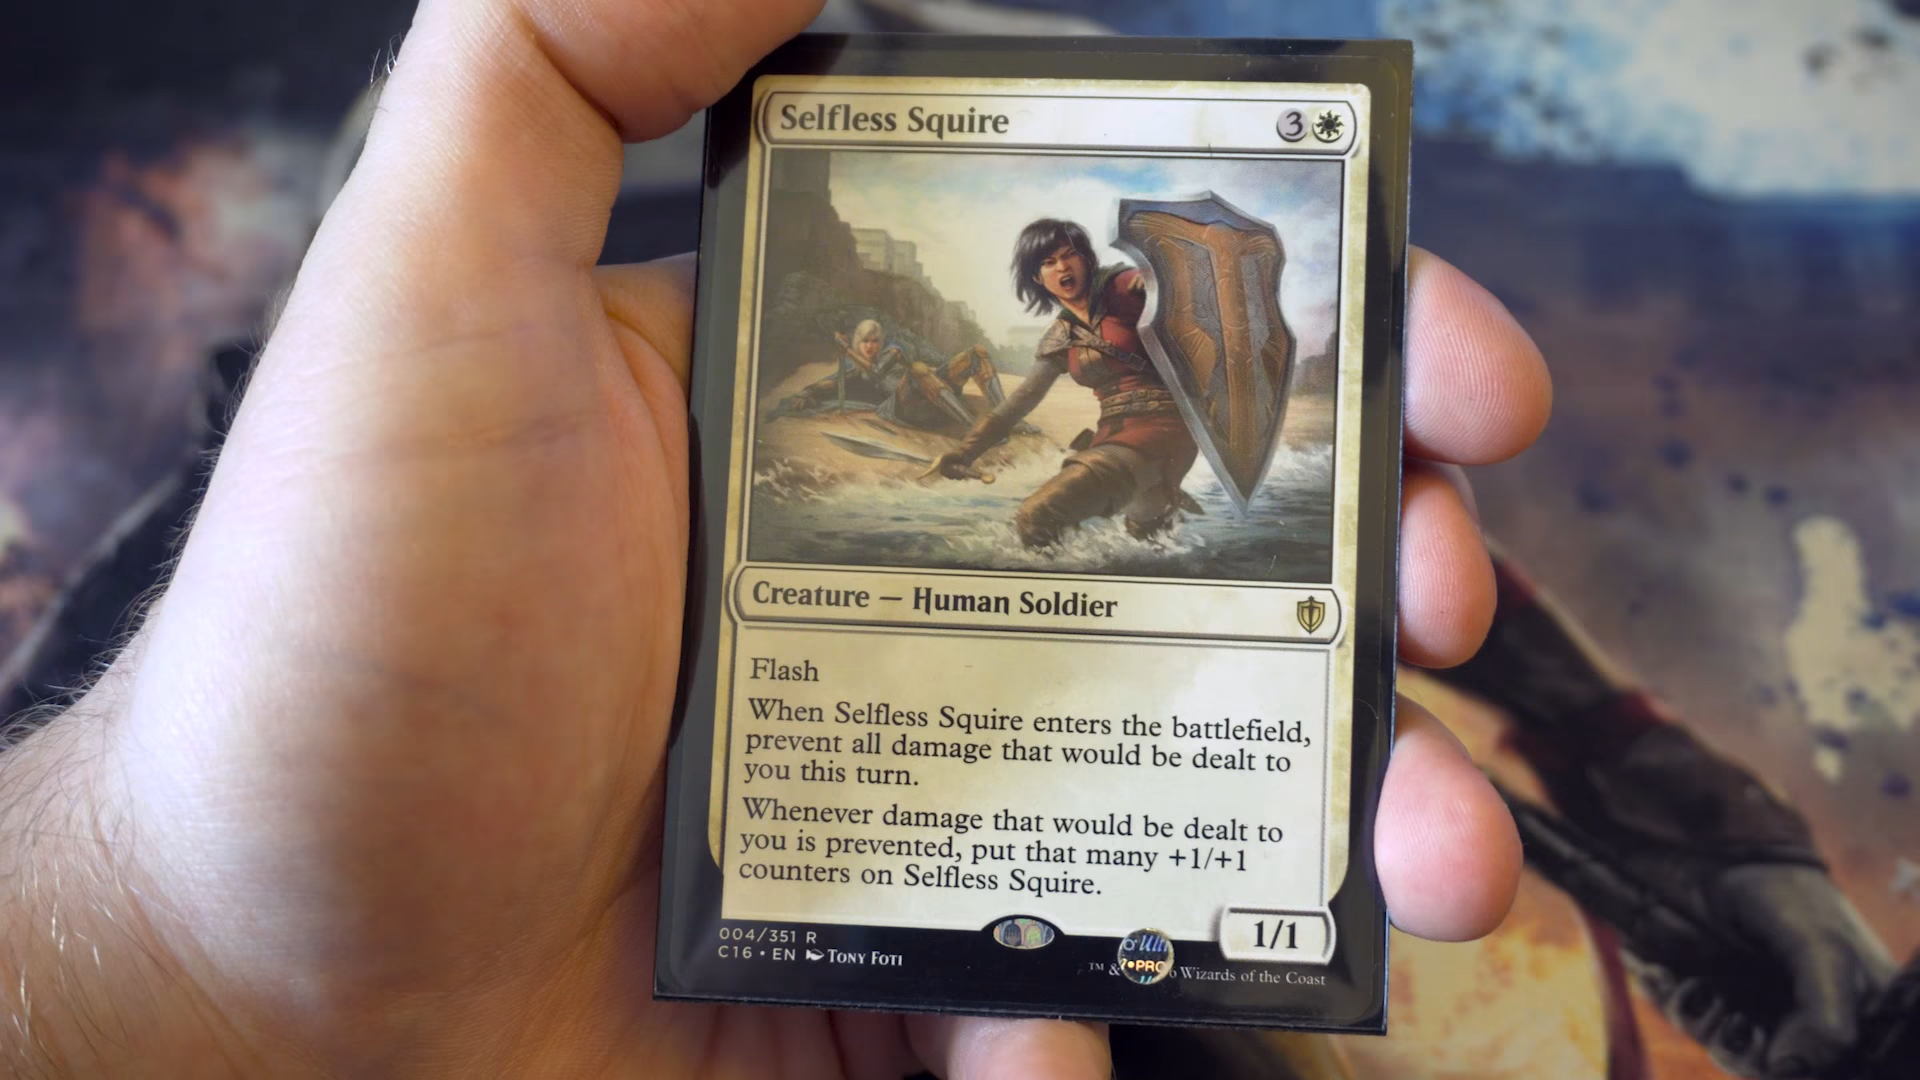 Selfless Squire
3
Creature — Human Soldier
Flash
When Selfless Squire enters the battlefield,
prevent all damage that would be dealt to
you this turn.
Whenever damage that would be dealt to
you is prevented, put that many +1/+1
counters on Selfless Squire.
1/1
004/351 R
C16 • EN Tony Foti
™ & Wizards of the Coast